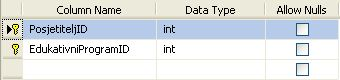 Column Name Data Type Allow Nulls
PosjetiteljID int
EdukativniProgramID int